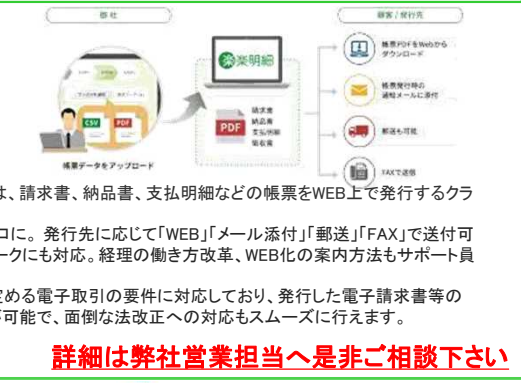 弊社
顧客/発行先
楽楽明細
CSV
PDF
帳票データをアップロード
PDF
請求書
納品書
支払明細
領収書
帳票PDFをWebから
ダウンロード
帳票発行時の
通知メールに添付
郵送も可能
FAXで送信
は、請求書、納品書、支払明細などの帳票をWEB上で発行するクラ
ロに。発行先に応じて「WEB」「メール添付」「郵送」「FAX」で送付可
ークにも対応。経理の働き方改革、WEB化の案内方法もサポート員
定める電子取引の要件に対応しており、発行した電子請求書等の
可能で、面倒な法改正への対応もスムーズに行えます。
詳細は弊社営業担当へ是非ご相談下さい